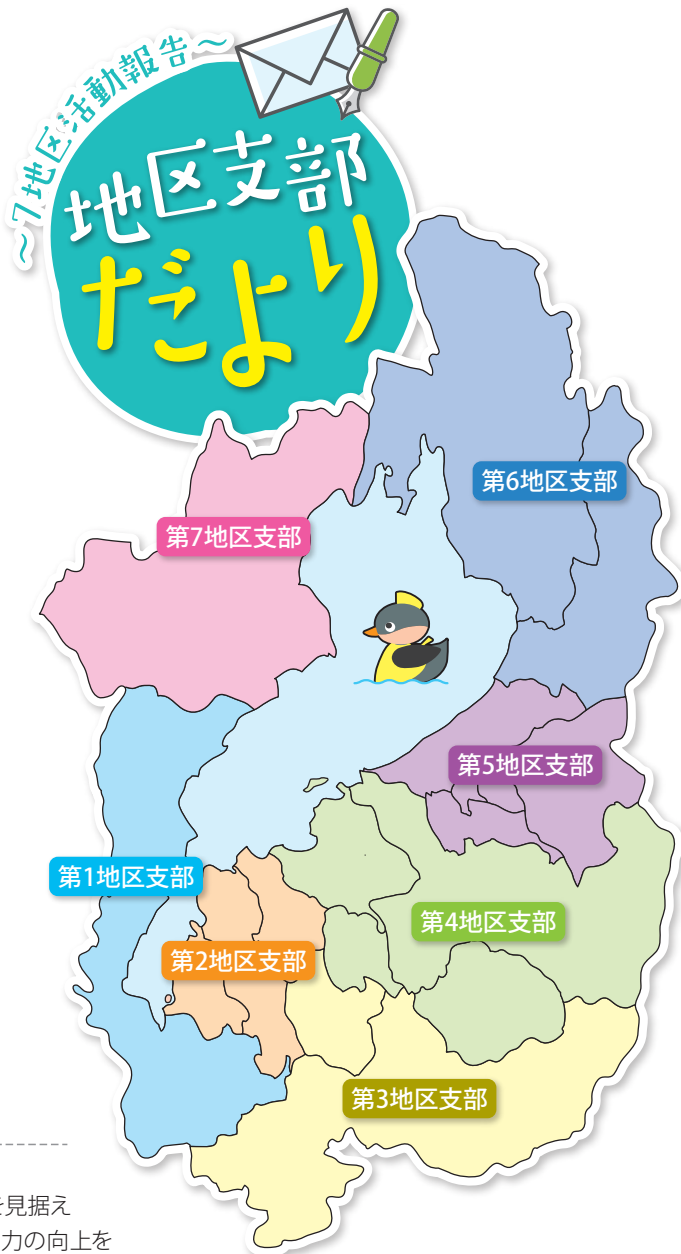 ～7地区活動報告～
地区支部
だより
第6地区支部
第7地区支部
第5地区支部
第1地区支部
第4地区支部
第2地区支部
第3地区支部
を見据え
力の向上を